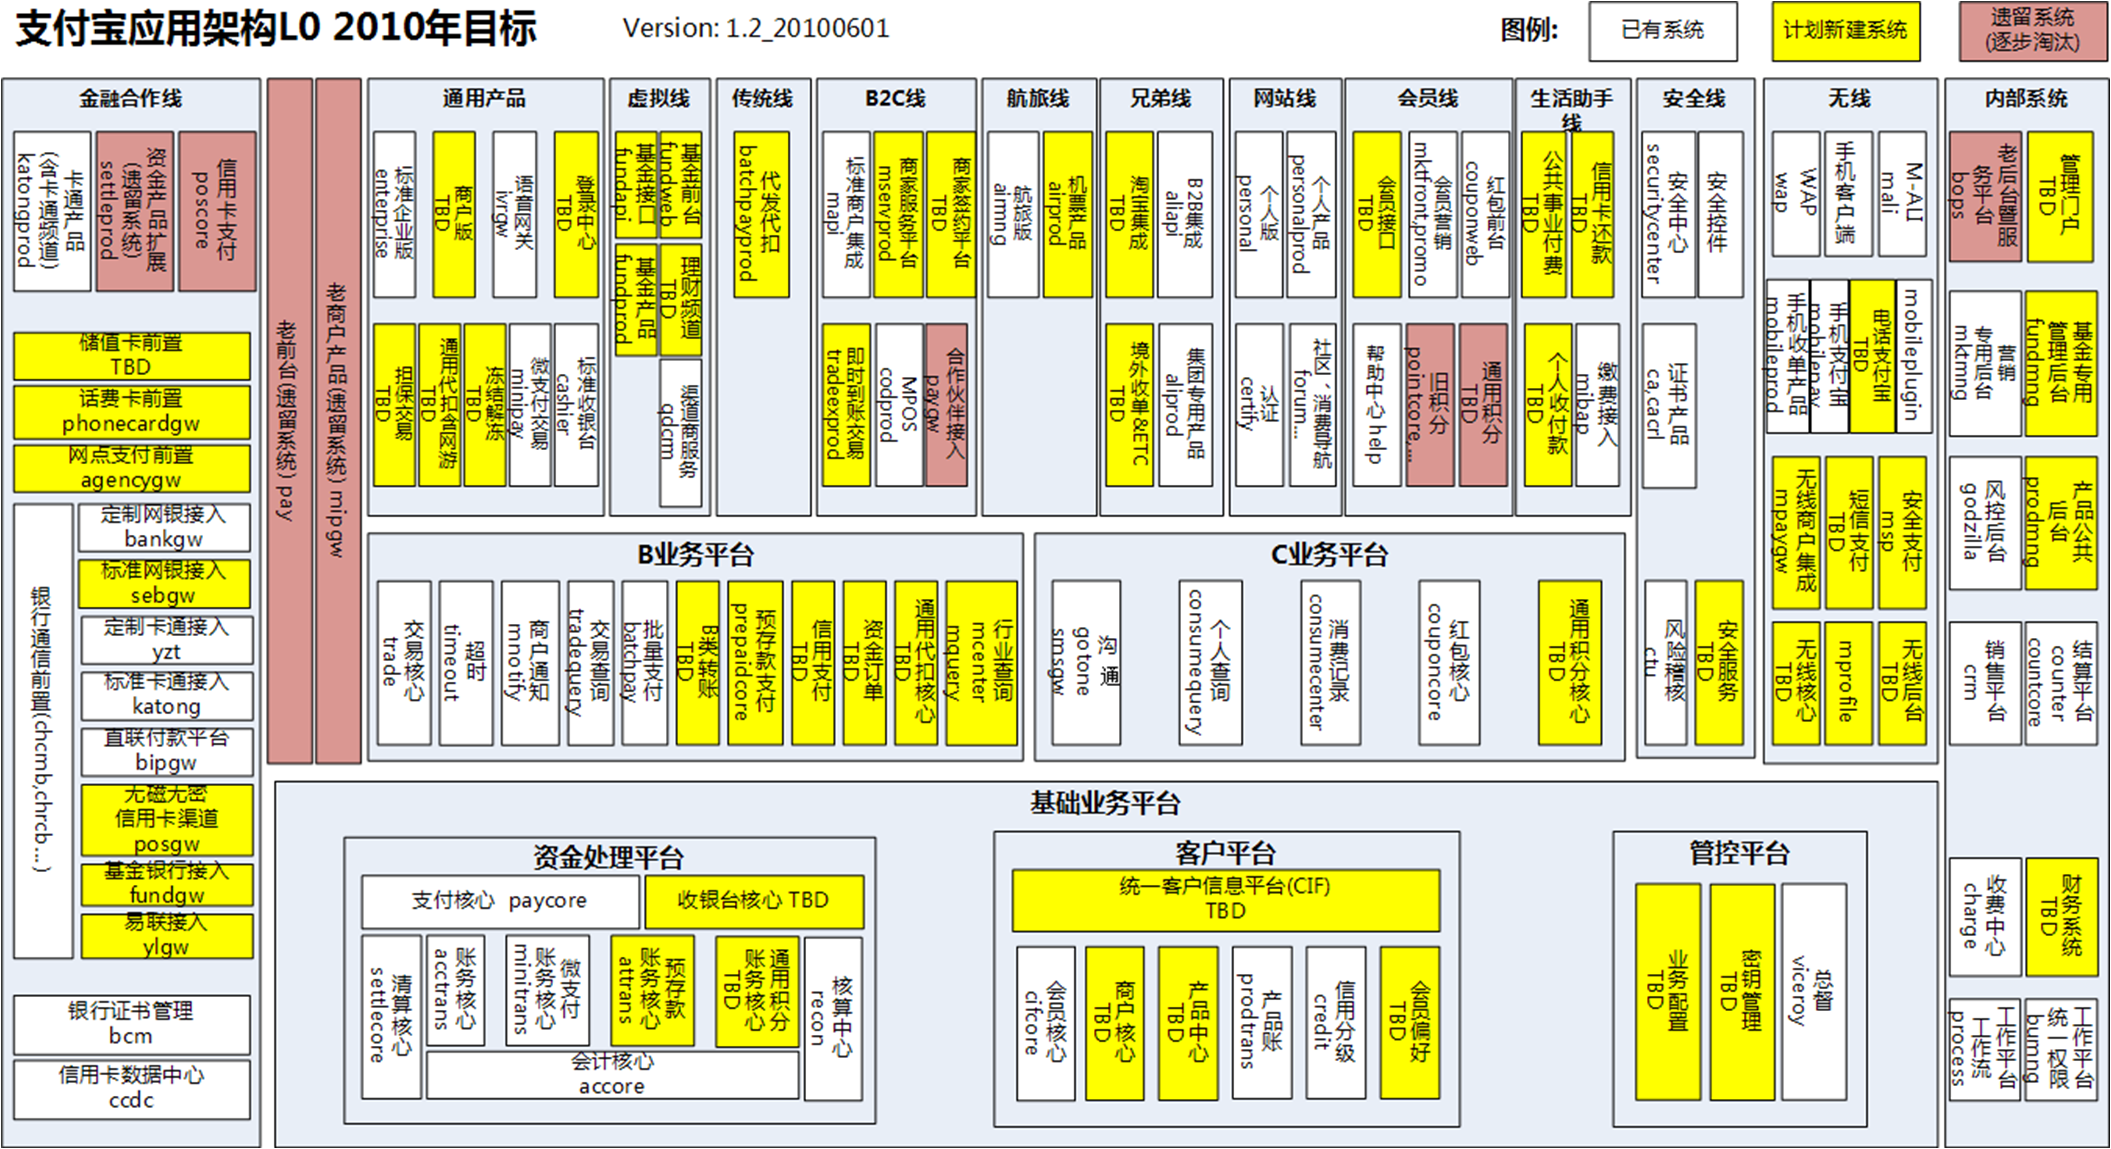 支付宝应用架构L0 2010年目标
Version: 1.2_20100601
图例:
已有系统
计划新建系统
遗留系统
(逐步淘汰)
金融合作线
卡通产品
(含卡通频道)
katongprod
资金产品扩展
(遗留系统)
settleprod
信用卡支付
poscore
储值卡前置
TBD
话费卡前置
phonecardgw
网点支付前置
agencygw
银行通信前置(chcmb,chrcb...)
定制网银接入
bankgw
标准网银接入
sebgw
定制卡通接入
yzt
标准卡通接入
katong
直联付款平台
bipgw
无磁无密
信用卡渠道
posgw
基金银行接入
fundgw
易联接入
ylgw
银行证书管理
bcm
信用卡数据中心
ccdc
老前台(遗留系统) pay
老商户产品(遗留系统) mipgw
通用产品
标准企业版
enterprise
商户版
TBD
语音网关
ivrgw
登录中心
TBD
担保交易
TBD
通用代扣含网游
TBD
冻结解冻
TBD
微支付交易
minipay
标准收银台
cashier
虚拟线
基金接口
fundapi
基金前台
fundweb
基金产品
fundprod
理财频道
TBD
渠道商服务
qdcm
传统线
代发代扣
batchpayprod
B2C线
标准商户集成
mapi
商家服务平台
mservprod
商家签约平台
TBD
即时到账交易
tradeexprod
MPOS
codprod
合作伙伴接入
paygw
航旅线
航旅版
airmng
机票产品
airprod
兄弟线
淘宝集成
TBD
B2B集成
aliapi
境外收单&ETC
TBD
集团专用产品
aliprod
网站线
个人版
personal
个人产品
personalprod
认证
certify
社区、消费导航
forum...
会员线
会员接口
TBD
会员营销
mktfront,promo
红包前台
couponweb
帮助中心 help
旧积分
pointcore,...
通用积分
TBD
生活助手
线
公共事业付费
TBD
信用卡还款
TBD
个人收付款
TBD
缴费接入
mibap
安全线
安全中心
securitycenter
安全控件
证书产品
ca,cacrl
风险稽核
ctu
安全服务
TBD
无线
WAP
wap
手机客户端
M-ALI
mali
手机收单产品
mobileprod
手机支付宝
mobilepay
电话支付宝
TBD
mobileplugin
无线商户集成
mpaygw
短信支付
TBD
安全支付
msp
无线核心
TBD
mprofile
无线后台
TBD
内部系统
老后台暨服
务平台
bops
管理门户
TBD
营销
专用后台
mktmng
基金专用
管理后台
fundmng
风控后台
godzilla
产品公共
后台
prodmng
销售平台
crm
结算平台
counter
countcore
收费中心
charge
财务系统
TBD
工作平台
工作流
process
工作平台
统一权限
bumng
B业务平台
交易核心
trade
超时
timeout
商户通知
mnotify
交易查询
tradequery
批量支付
batchpay
B类转账
TBD
预存款支付
prepaidcore
信用支付
TBD
资金订单
TBD
通用代扣核心
TBD
行业查询
mcenter
mquery
C业务平台
沟通
gotone
smsgw
个人查询
consumequery
消费记录
consumecenter
红包核心
couponcore
通用积分核心
TBD
基础业务平台
资金处理平台
支付核心 paycore
收银台核心 TBD
清算核心
settlecore
账务核心
acctrans
微支付
账务核心
minitrans
预存款
账务核心
attrans
通用积分
账务核心
TBD
核算中心
recon
会计核心
accore
客户平台
统一客户信息平台(CIF)
TBD
会员核心
cifcore
商户核心
TBD
产品中心
TBD
产品账
prodtrans
信用分级
credit
会员偏好
TBD
管控平台
业务配置
TBD
密钥管理
TBD
总督
viceroy